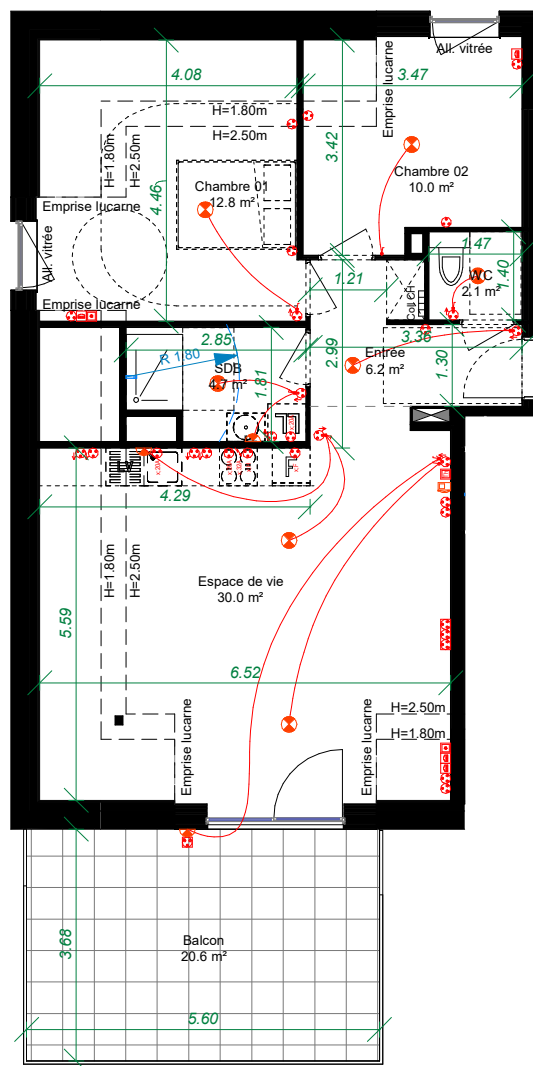 All. vitrée
4.08
3.47
Emprise lucarne
H=1.80m
H=2.50m
3.42
H=1.80m
H=2.50m
Chambre 02
10.0 m²
4.46
Chambre 01
12.8 m²
Emprise lucarne
All. vitrée
1.47
1.40
WC
2.1 m²
1.21
Emprise lucarne
2.85
R 1.80
SDB
4.7 m²
1.81
2.99
3.36
Entrée
6.2 m²
1.30
LV
4.29
H=1.80m
H=2.50m
Espace de vie
30.0 m²
5.59
6.52
Emprise lucarne
Emprise lucarne
H=2.50m
H=1.80m
3.68
Balcon
20.6 m²
5.60